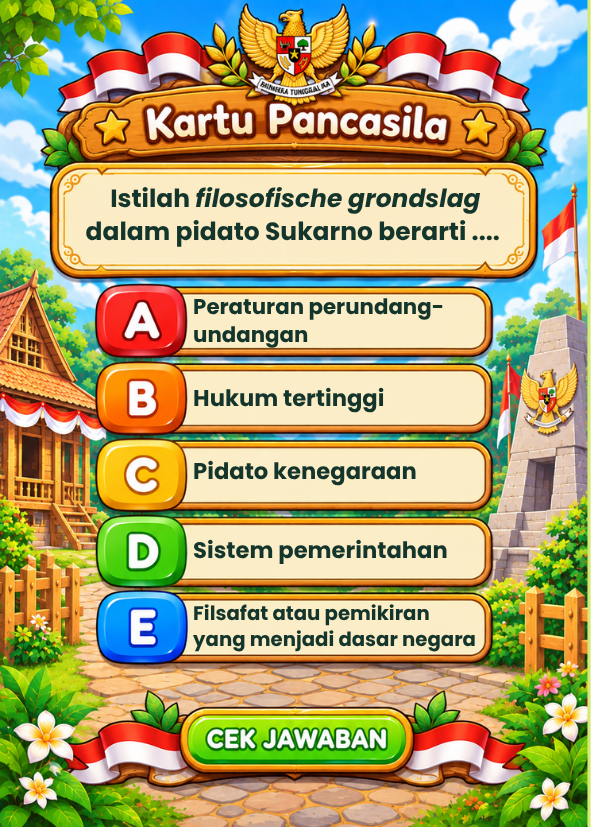 BHINNEKA TUNGGAL IKA
Kartu Pancasila
Istilah filosofische grondslag
dalam pidato Sukarno berarti ....
A
Peraturan perundang-
undangan
B
Hukum tertinggi
C
Pidato kenegaraan
D
Sistem pemerintahan
E
Filsafat atau pemikiran
yang menjadi dasar negara
CEK JAWABAN